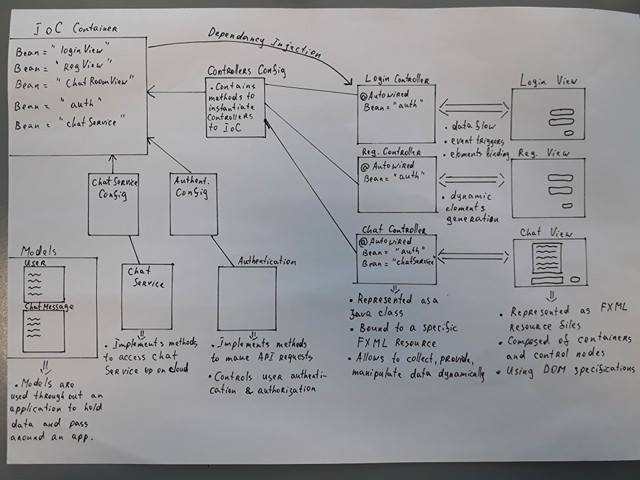 IoC Container
Bean = "loginView"
Bean = "RegView"
Bean = "ChatRoomView"
Bean = "auth"
Bean = "chatService"
Dependancy Injection
Controllers Config
• Contains
methods to
instantiate
Controllers
to IoC
Login Controller
@Autowired
Bean = "auth"
Login View
• data flow
• event triggers
• elements binding
Reg. Controller
@Autowired
Bean = "auth"
Reg. View
• dynamic
elements
generation
Chat Controller
@Autowired
Bean = "auth"
Bean = "chatService"
Chat View
ChatService
Config
Authent.
Config
Models
User
ChatMessage
Chat
Service
Authentication
• Models are
used throughout an
application to hold
data and pass
around an app.
• Implements methods
to access chat
Service up on cloud
• Implements methods
to make API requests
• Controls user authenti-
cation & authorization
• Represented as a
Java class
• Bound to a specific
FXML Resource
• Allows to collect, provide,
manipulate data dynamically
• Represented as FXML
Resource files
• Composed of containers
and control nodes
• Using DOM specifications